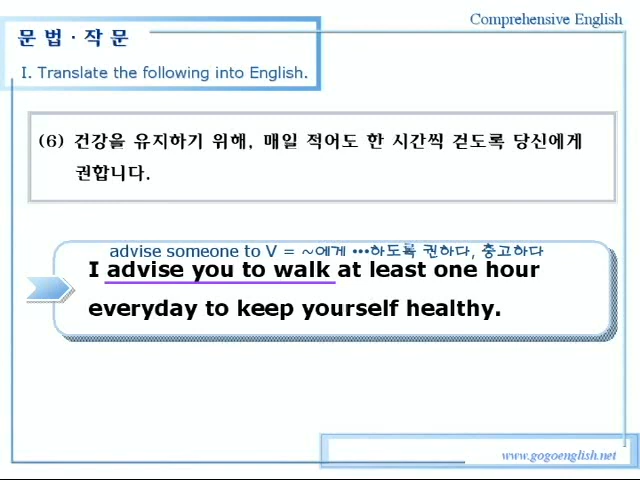 Comprehensive English
문 법 · 작 문
I. Translate the following into English.
(6) 건강을 유지하기 위해, 매일 적어도 한 시간씩 걷도록 당신에게
권합니다.
advise someone to V = ~에게 •••하도록 권하다, 충고하다
I advise you to walk at least one hour
everyday to keep yourself healthy.
www.gogoenglish.net